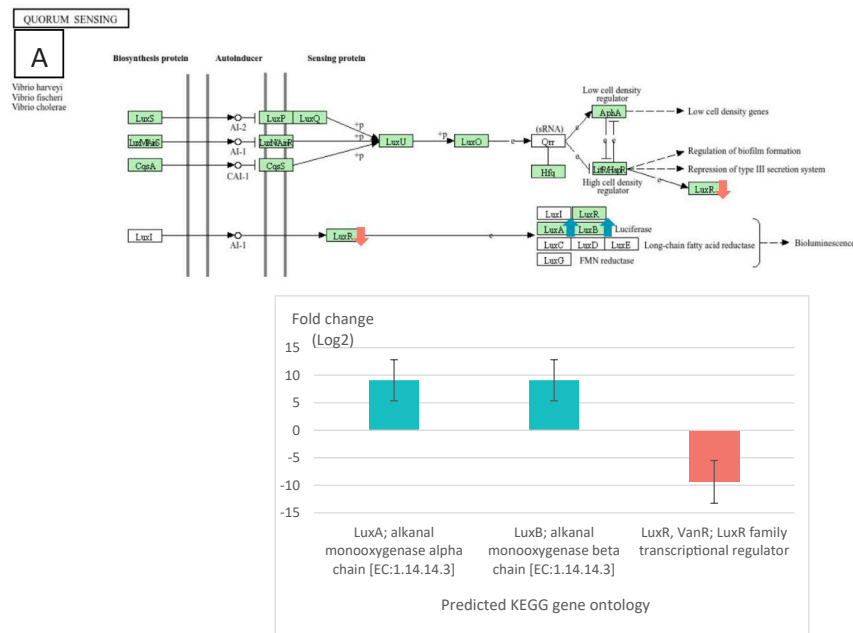 QUORUM SENSING
A
Vibrio harveyi
Vibrio fischeri
Vibrio cholerae
Biosynthesis protein
Autoinducer
Sensing protein
LuxS
AI-2
LuxP
LuxQ
+p
LuxM/AinS
AI-1
LuxN/AinR
+p
LuxU
+p
LuxO
e
CqsA
CAI-1
CqsS
+p
(sRNA)
Qrr
Hfq
e
Low cell density
regulator
AphA
Low cell density genes
e
e
LitR/HapR
High cell density
regulator
Regulation of biofilm formation
Repression of type III secretion system
e
LuxR
LuxI
AI-1
LuxR
e
LuxI
LuxR
LuxA
LuxB
Luciferase
LuxC
LuxD
LuxE
Long-chain fatty acid reductase
LuxG
FMN reductase
Bioluminescence
Fold change
(Log2)
15
10
5
0
-5
-10
-15
LuxA; alkanal
monooxygenase alpha
chain [EC:1.14.14.3]
LuxB; alkanal
monooxygenase beta
chain [EC:1.14.14.3]
LuxR, VanR; LuxR family
transcriptional regulator
Predicted KEGG gene ontology